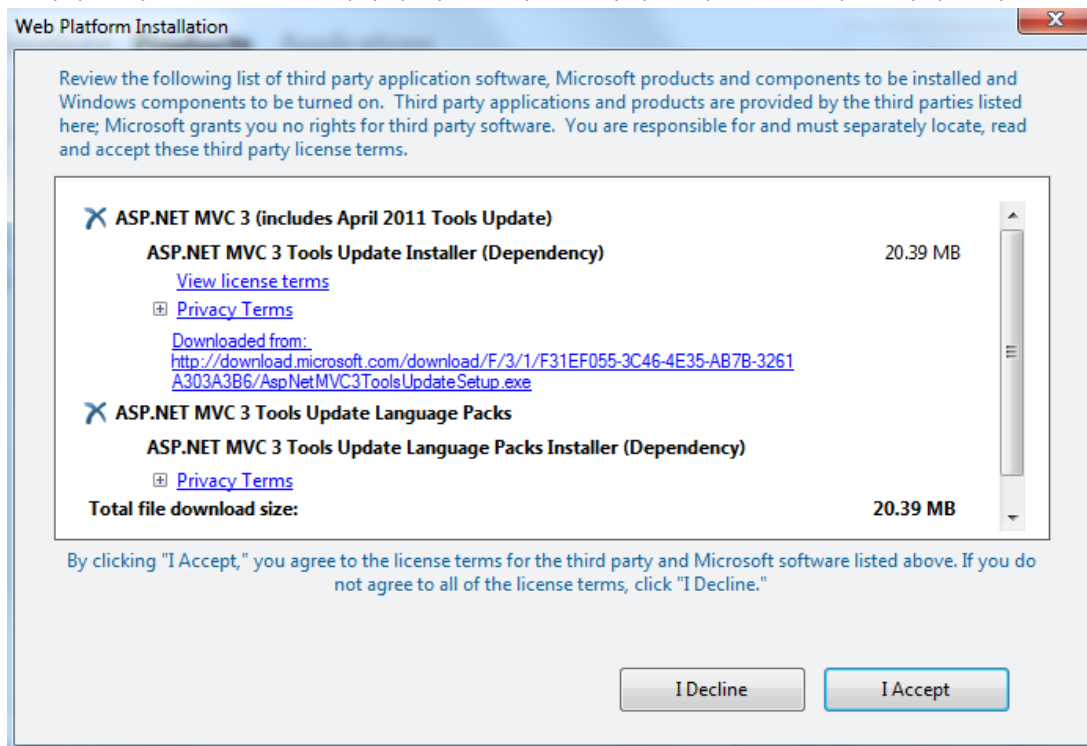 Web Platform Installation
Review the following list of third party application software, Microsoft products and components to be installed and
Windows components to be turned on. Third party applications and products are provided by the third parties listed
here; Microsoft grants you no rights for third party software. You are responsible for and must separately locate, read
and accept these third party license terms.
ASP.NET MVC 3 (includes April 2011 Tools Update)
ASP.NET MVC 3 Tools Update Installer (Dependency) 20.39 MB
View license terms
Privacy Terms
Downloaded from:
http://download.microsoft.com/download/F/3/1/F31EF055-3C46-4E35-AB7B-3261
A303A3B6/AspNetMVC3ToolsUpdateSetup.exe
ASP.NET MVC 3 Tools Update Language Packs
ASP.NET MVC 3 Tools Update Language Packs Installer (Dependency)
Privacy Terms
Total file download size: 20.39 MB
By clicking "I Accept," you agree to the license terms for the third party and Microsoft software listed above. If you do
not agree to all of the license terms, click "I Decline."
I Decline I Accept